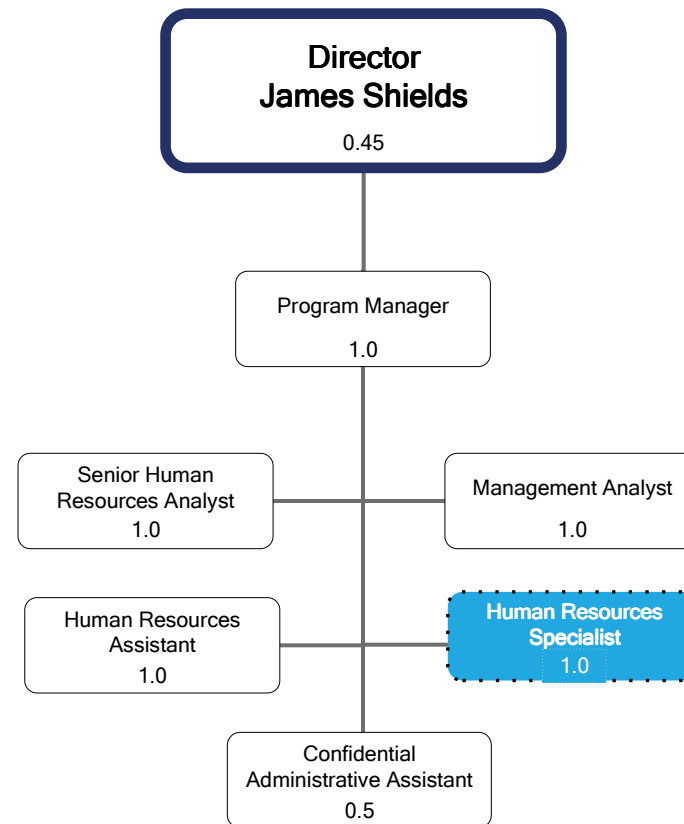 Director
James Shields
0.45
Program Manager
1.0
Senior Human
Resources Analyst
1.0
Management Analyst
1.0
Human Resources
Assistant
1.0
Human Resources
Specialist
1.0
Confidential
Administrative Assistant
0.5